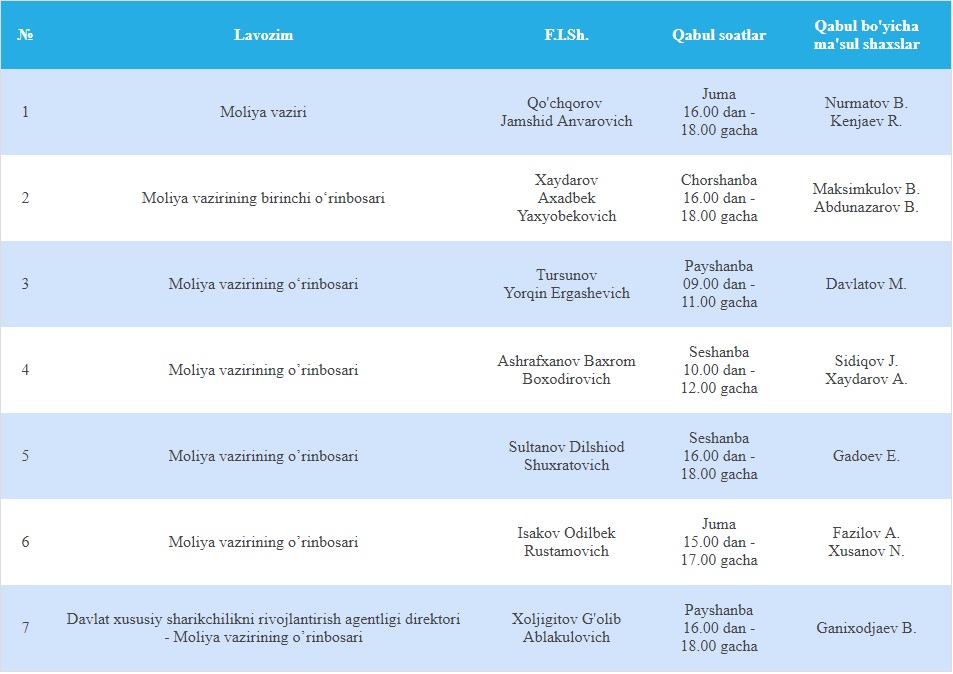 №
Lavozim
F.I.Sh.
Qabul soatlar
Qabul bo'yicha
ma'sul shaxslar
1
Moliya vaziri
Qo'chqorov
Jamshid Anvarovich
Juma
16.00 dan -
18.00 gacha
Nurmatov B.
Kenjaev R.
2
Moliya vazirining birinchi o‘rinbosari
Xaydarov
Axadbek
Yaxyobekovich
Chorshanba
16.00 dan -
18.00 gacha
Maksimkulov B.
Abdunazarov B.
3
Moliya vazirining o‘rinbosari
Tursunov
Yorqin Ergashevich
Payshanba
09.00 dan -
11.00 gacha
Davlatov M.
4
Moliya vazirining o’rinbosari
Ashrafxanov Baxrom
Boxodirovich
Seshanba
10.00 dan -
12.00 gacha
Sidiqov J.
Xaydarov A.
5
Moliya vazirining o’rinbosari
Sultanov Dilshiod
Shuxratovich
Seshanba
16.00 dan -
18.00 gacha
Gadoev E.
6
Moliya vazirining o’rinbosari
Isakov Odilbek
Rustamovich
Juma
15.00 dan -
17.00 gacha
Fazilov A.
Xusanov N.
7
Davlat xususiy sharikchilikni rivojlantirish agentligi direktori
- Moliya vazirining o’rinbosari
Xoljigitov G'olib
Ablakulovich
Payshanba
16.00 dan -
18.00 gacha
Ganixodjaev B.